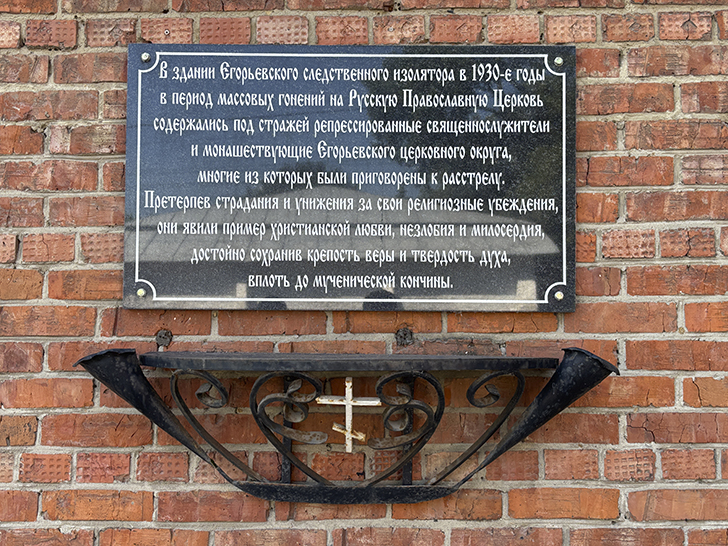 В здании Егорьевского следственного изолятора в 1930-е годы
в период массовых гонений на Русскую Православную Церковь
содержались под стражей репрессированные священнослужители
и монашествующие Егорьевского церковного округа,
многие из которых были приговорены к расстрелу.
Претерпев страдания и унижения за свои религиозные убеждения,
они явили пример христианской любви, незлобия и милосердия,
достойно сохранив крепость веры и твердость духа,
вплоть до мученической кончины.